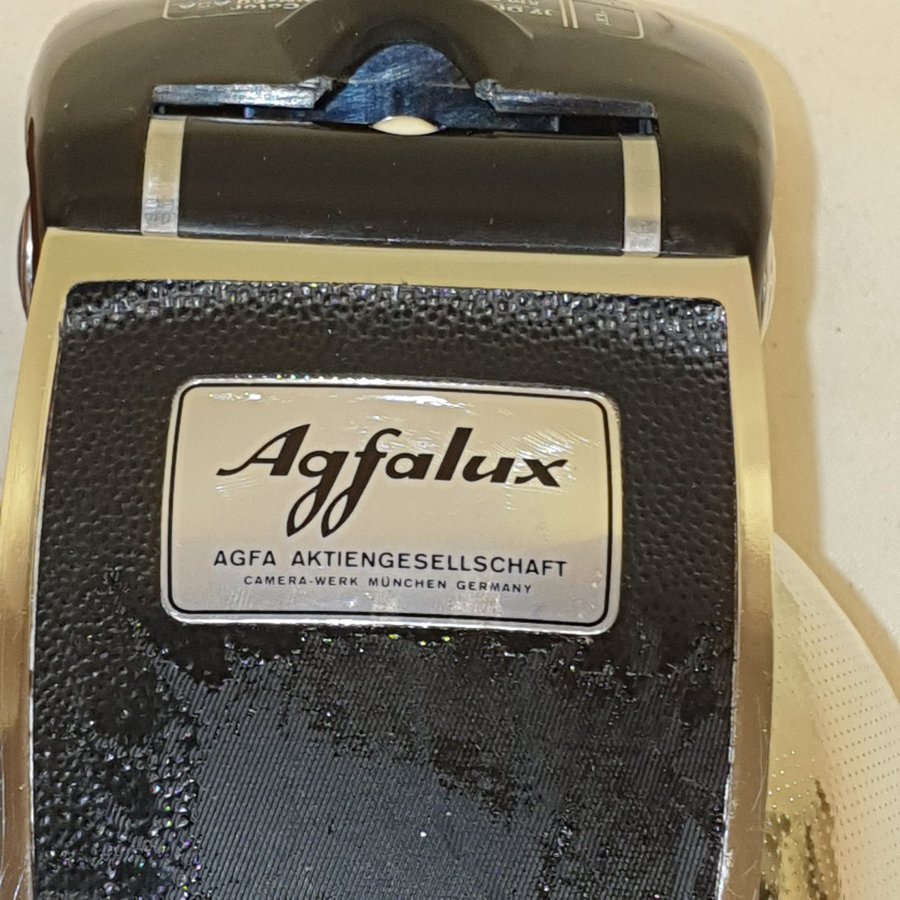 Agfalux
AGFA AKTIENGESELLSCHAFT
CAMERA-WERK MÜNCHEN GERMANY